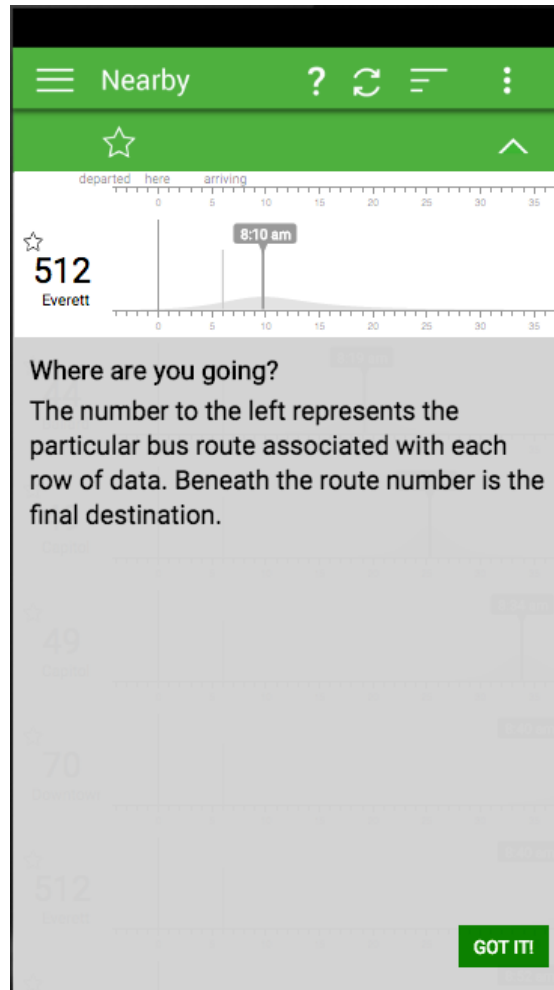 Nearby ?
departed here arriving
0 5 10 15 20 25 30 35
8:10 am
512
Everett
0 5 10 15 20 25 30 35
Where are you going?
The number to the left represents the
particular bus route associated with each
row of data. Beneath the route number is the
final destination.
49
70
Downtown
512
GOT IT!